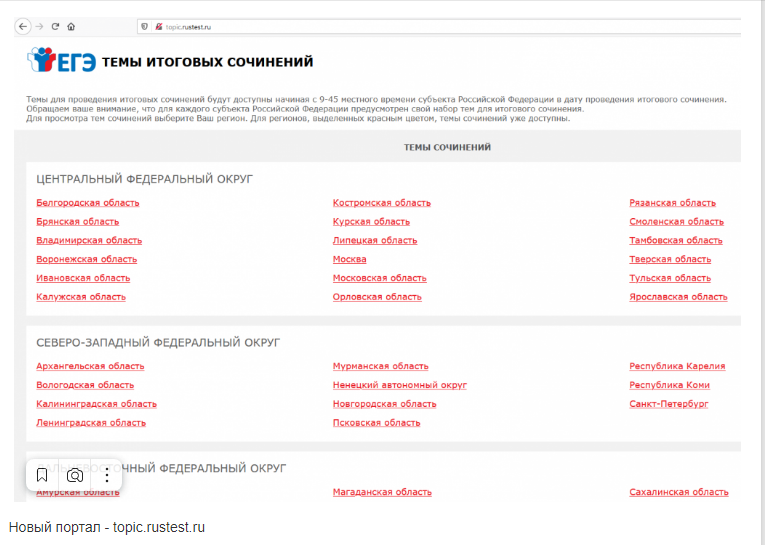 topic.rustest.ru
ЕГЭ ТЕМЫ ИТОГОВЫХ СОЧИНЕНИЙ
Темы для проведения итоговых сочинений будут доступны начиная с 9-45 местного времени субъекта Российской Федерации в дату проведения итогового сочинения.
Обращаем ваше внимание, что для каждого субъекта Российской Федерации предусмотрен свой набор тем для итогового сочинения.
Для просмотра тем сочинений выберите Ваш регион. Для регионов, выделенных красным цветом, темы сочинений уже доступны.
ТЕМЫ СОЧИНЕНИЙ
ЦЕНТРАЛЬНЫЙ ФЕДЕРАЛЬНЫЙ ОКРУГ
Белгородская область Костромская область Рязанская область
Брянская область Курская область Смоленская область
Владимирская область Липецкая область Тамбовская область
Воронежская область Москва Тверская область
Ивановская область Московская область Тульская область
Калужская область Орловская область Ярославская область
СЕВЕРО-ЗАПАДНЫЙ ФЕДЕРАЛЬНЫЙ ОКРУГ
Архангельская область Мурманская область Республика Карелия
Вологодская область Ненецкий автономный округ Республика Коми
Калининградская область Новгородская область Санкт-Петербург
Ленинградская область Псковская область
ФЕДЕРАЛЬНЫЙ ОКРУГ
Амурская область Магаданская область Сахалинская область
Новый портал - topic.rustest.ru